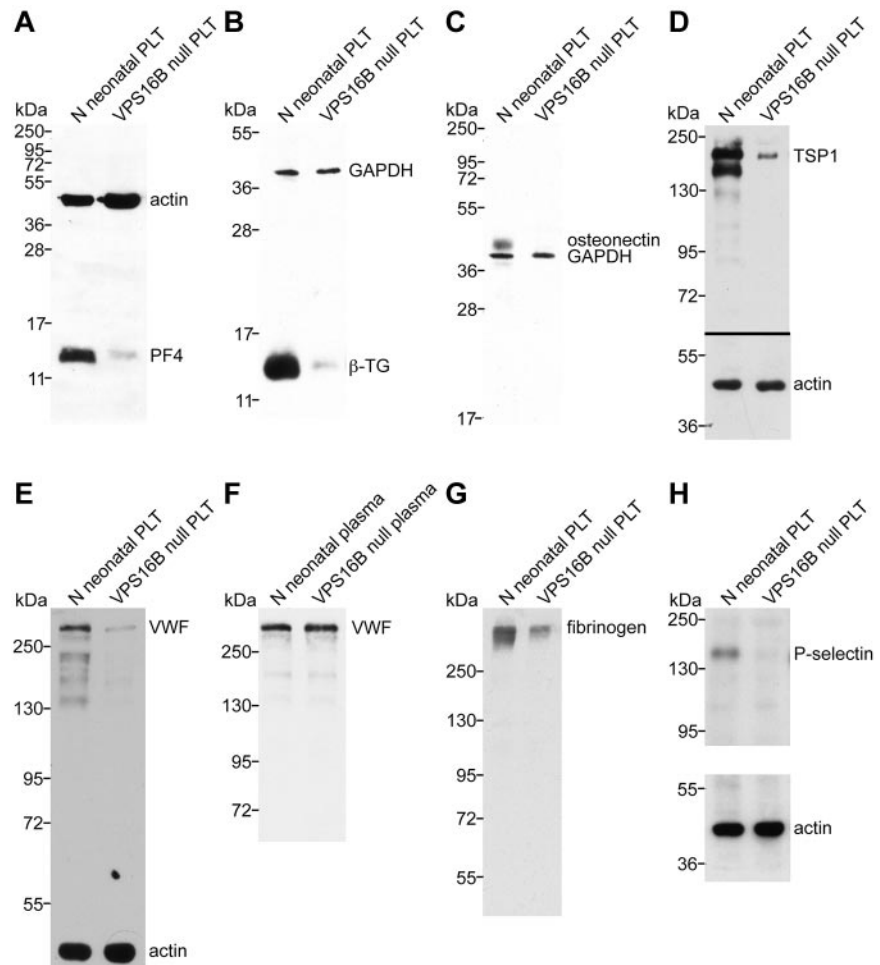 A
N neonatal PLT
VPS16B null PLT
kDa
250-
95-
72-
55-
actin
36-
28-
17-
PF4
11-
B
N neonatal PLT
VPS16B null PLT
kDa
55-
GAPDH
36-
28-
17-
β-TG
11-
C
N neonatal PLT
VPS16B null PLT
kDa
250-
95-
72-
55-
osteonectin
GAPDH
36-
28-
17-
D
N neonatal PLT
VPS16B null PLT
kDa
250-
TSP1
130-
95-
72-
55-
actin
36-
E
N neonatal PLT
VPS16B null PLT
kDa
VWF
250-
130-
95-
72-
55-
actin
F
N neonatal plasma
VPS16B null plasma
kDa
VWF
250-
130-
95-
72-
G
N neonatal PLT
VPS16B null PLT
kDa
fibrinogen
250-
130-
95-
72-
55-
H
N neonatal PLT
VPS16B null PLT
kDa
250-
P-selectin
130-
95-
55-
actin
36-